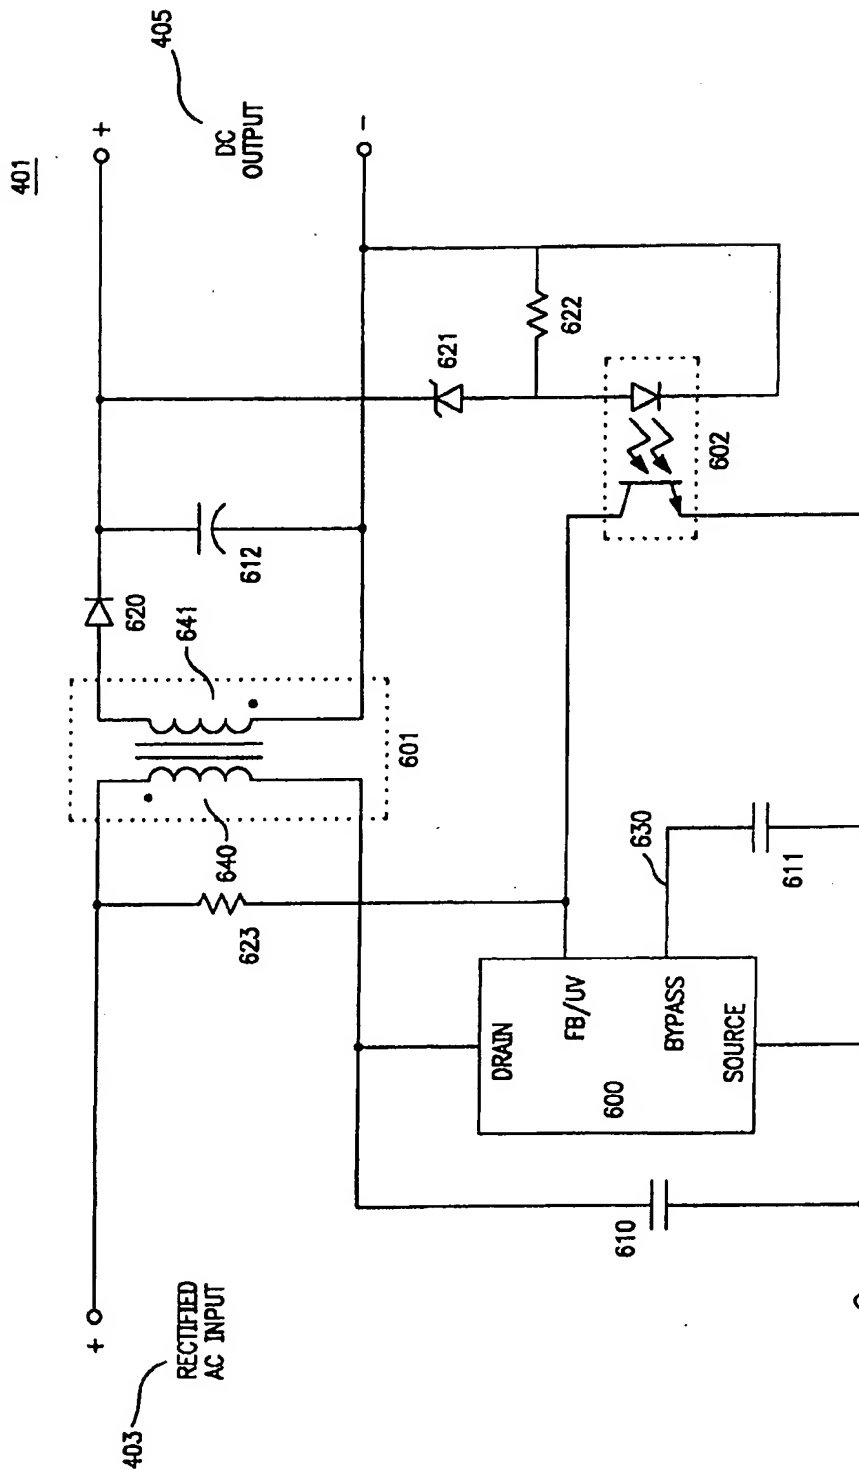 401
405
DC
OUTPUT
+
-
620
612
641
640
601
621
622
602
623
630
611
DRAIN
FB/UV
BYPASS
SOURCE
600
610
+
RECTIFIED
AC INPUT
403